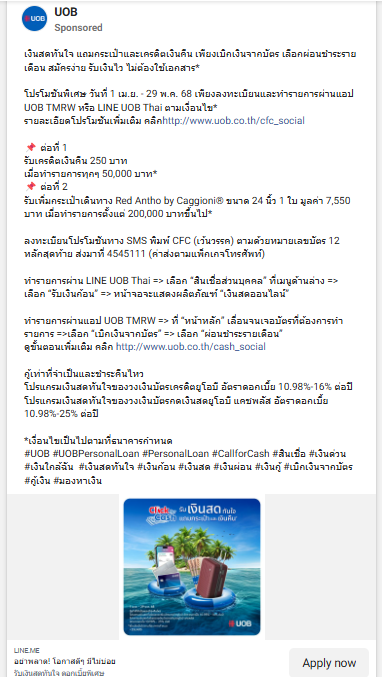 UOB
Sponsored
เงินสดทันใจ แถมกระเป๋าและเครดิตเงินคืน เพียงเบิกเงินจากบัตร เลือกผ่อนชำระราย
เดือน สมัครง่าย รับเงินไว ไม่ต้องใช้เอกสาร*
โปรโมชันพิเศษ วันที่ 1 เม.ย. - 29 พ.ค. 68 เพียงลงทะเบียนและทำรายการผ่านแอป
UOB TMRW หรือ LINE UOB Thai ตามเงื่อนไข*
รายละเอียดโปรโมชันเพิ่มเติม คลิกhttp://www.uob.co.th/cfc_social
📌 ต่อที่ 1
รับเครดิตเงินคืน 250 บาท
เมื่อทำรายการทุกๆ 50,000 บาท*
📌 ต่อที่ 2
รับเพิ่มกระเป๋าเดินทาง Red Antho by Caggioni® ขนาด 24 นิ้ว 1 ใบ มูลค่า 7,550
บาท เมื่อทำรายการตั้งแต่ 200,000 บาทขึ้นไป*
ลงทะเบียนโปรโมชันทาง SMS พิมพ์ CFC (เว้นวรรค) ตามด้วยหมายเลขบัตร 12
หลักสุดท้าย ส่งมาที่ 4545111 (ค่าส่งตามแพ็กเกจโทรศัพท์)
ทำรายการผ่าน LINE UOB Thai => เลือก “สินเชื่อส่วนบุคคล” ที่เมนูด้านล่าง =>
เลือก “รับเงินก้อน” => หน้าจอจะแสดงผลิตภัณฑ์ “เงินสดออนไลน์”
ทำรายการผ่านแอป UOB TMRW => ที่ “หน้าหลัก” เลื่อนจนเจอบัตรที่ต้องการทำ
รายการ =>เลือก “เบิกเงินจากบัตร” => เลือก “ผ่อนชำระรายเดือน”
ดูขั้นตอนเพิ่มเติม คลิก http://www.uob.co.th/cash_social
กู้เท่าที่จำเป็นและชำระคืนไหว
โปรแกรมเงินสดทันใจของวงเงินบัตรเครดิตยูโอบี อัตราดอกเบี้ย 10.98%-16% ต่อปี
โปรแกรมเงินสดทันใจของวงเงินบัตรกดเงินสดยูโอบี แคชพลัส อัตราดอกเบี้ย
10.98%-25% ต่อปี
*เงื่อนไขเป็นไปตามที่ธนาคารกำหนด
#UOB #UOBPersonalLoan #PersonalLoan #CallforCash #สินเชื่อ #เงินด่วน
#เงินใกล้ฉัน #เงินสดทันใจ #เงินก้อน #เงินสด #เงินผ่อน #เงินกู้ #เบิกเงินจากบัตร
#กู้เงิน #มองหาเงิน
Click Cash
รับ เงินสด ทันใจ
แถมกระเป๋า และ เงินคืน
UOB
LINE.ME
อย่าพลาด! โอกาสดีๆ มีไม่บ่อย
รับเงินสดทันใจ ดอกเบี้ยพิเศษ
Apply now